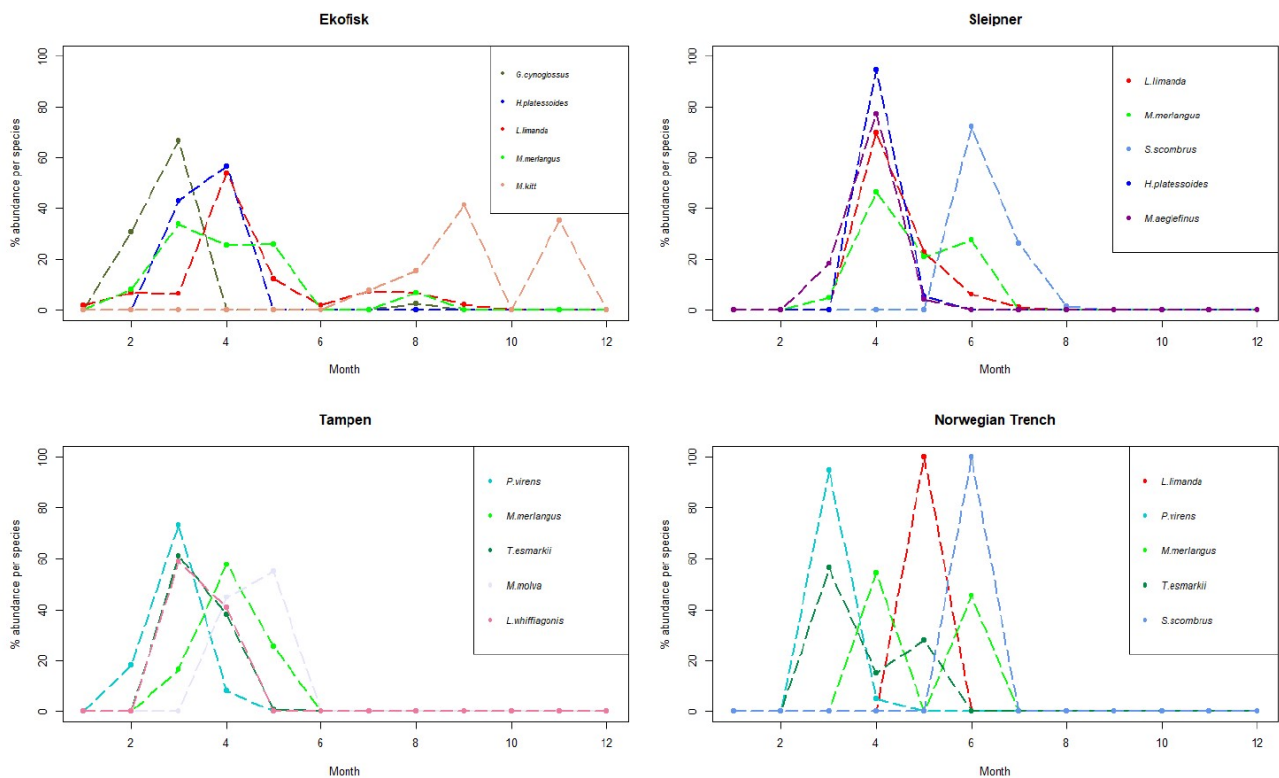 Ekofisk
% abundance per species
100
80
60
40
20
0
G.cynoglossus
H.platessoides
L.limanda
M.merlangus
M.kitt
2 4 6 8 10 12
Month
Sleipner
% abundance per species
100
80
60
40
20
0
L.limanda
M.merlangus
S.scombrus
H.platessoides
M.aeglefinus
2 4 6 8 10 12
Month
Tampen
% abundance per species
100
80
60
40
20
0
P.virens
M.merlangus
T.esmarkii
M.molva
L.whiffiagonis
2 4 6 8 10 12
Month
Norwegian Trench
% abundance per species
100
80
60
40
20
0
L.limanda
P.virens
M.merlangus
T.esmarkii
S.scombrus
2 4 6 8 10 12
Month